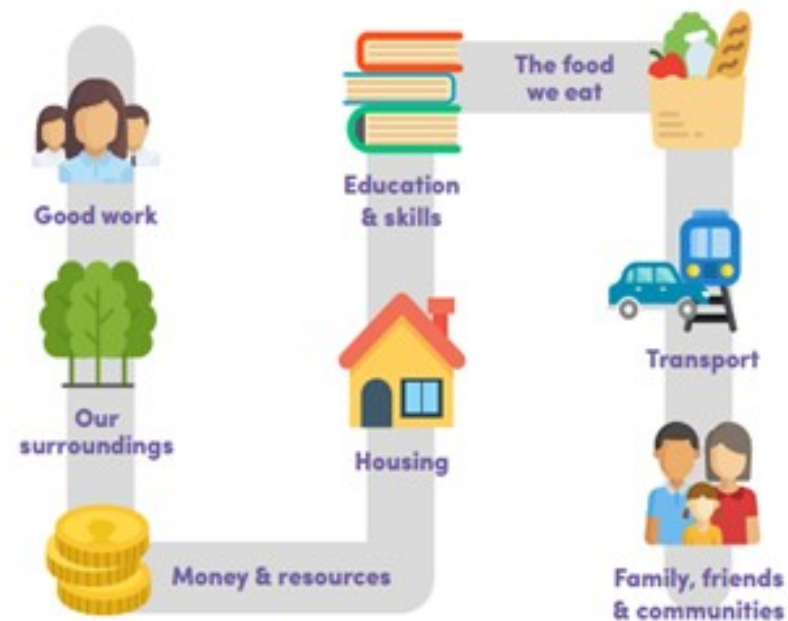 Good work
Our
surroundings
Money & resources
Housing
Education
& skills
The food
we eat
Transport
Family, friends
& communities